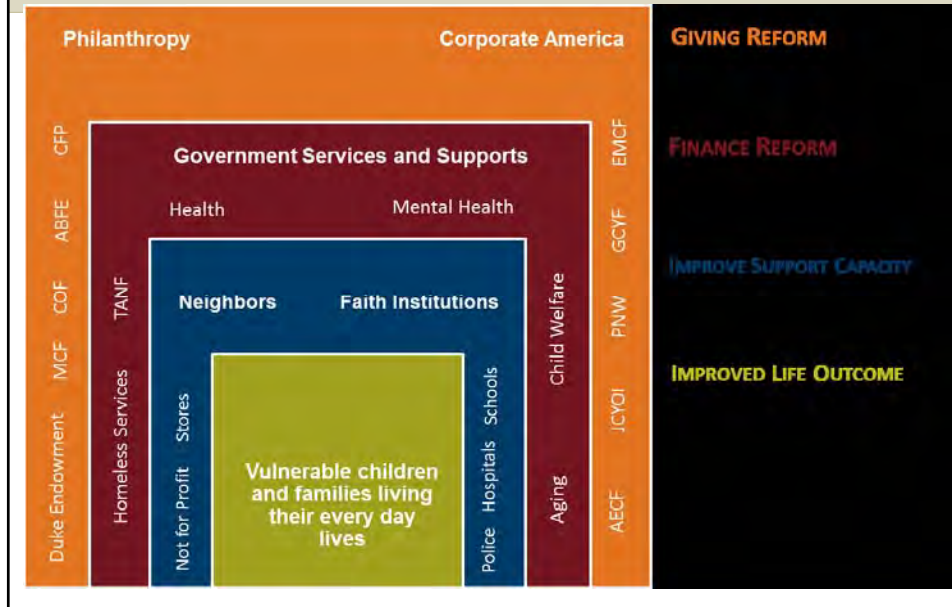 Philanthropy
Corporate America
CFP
ABFE
COF
MCF
Duke Endowment
EMCF
GCYF
PNW
JCYOI
AECF
Government Services and Supports
Health
Mental Health
TANF
Homeless Services
Child Welfare
Aging
Neighbors
Faith Institutions
Stores
Not for Profit
Schools
Hospitals
Police
Vulnerable children
and families living
their every day
lives
GIVING REFORM
FINANCE REFORM
IMPROVE SUPPORT CAPACITY
IMPROVED LIFE OUTCOME